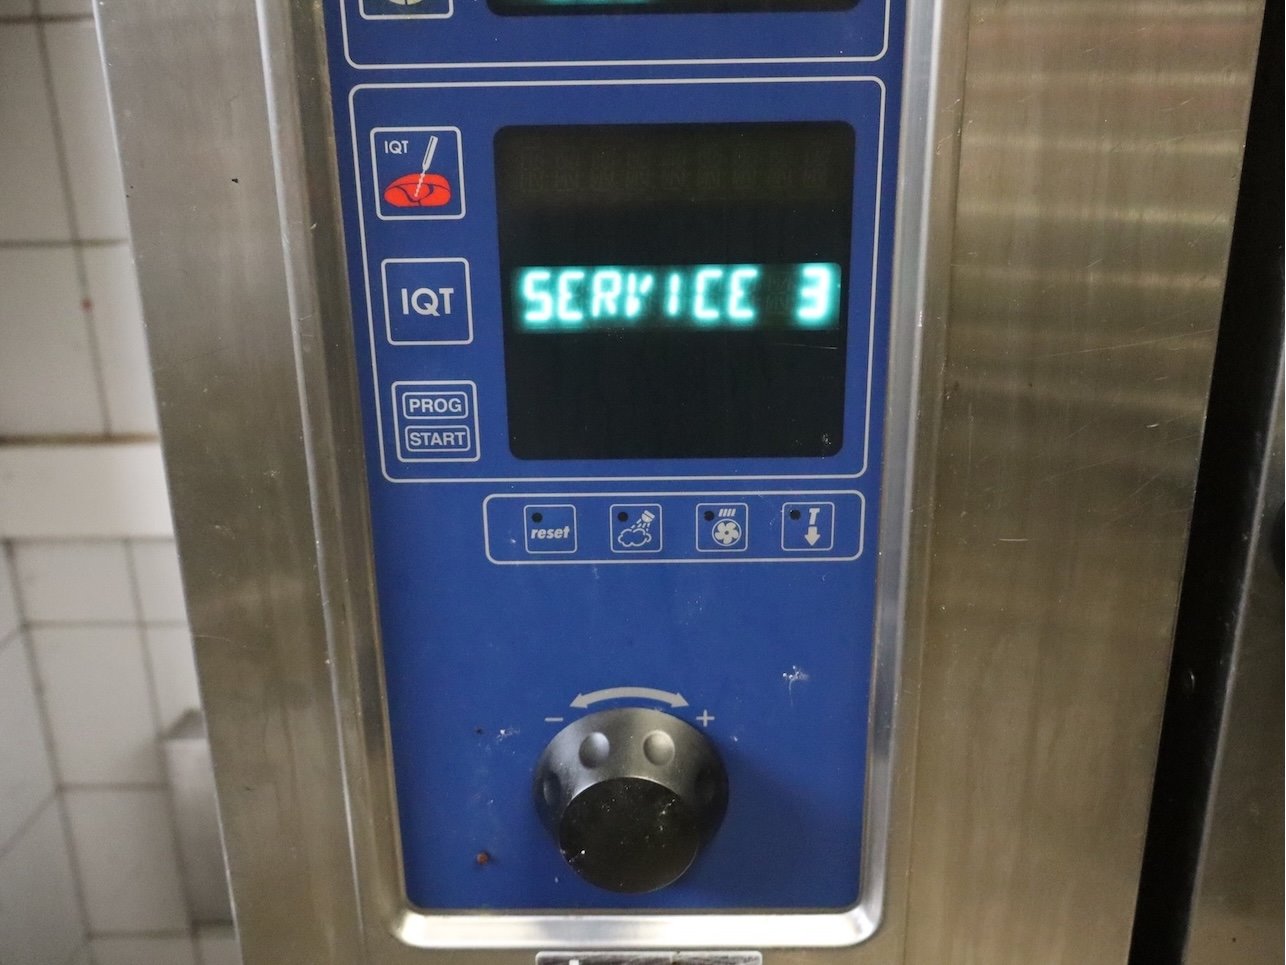 IQT
SERVICE 3
IQT
PROG
START
reset
T
- +